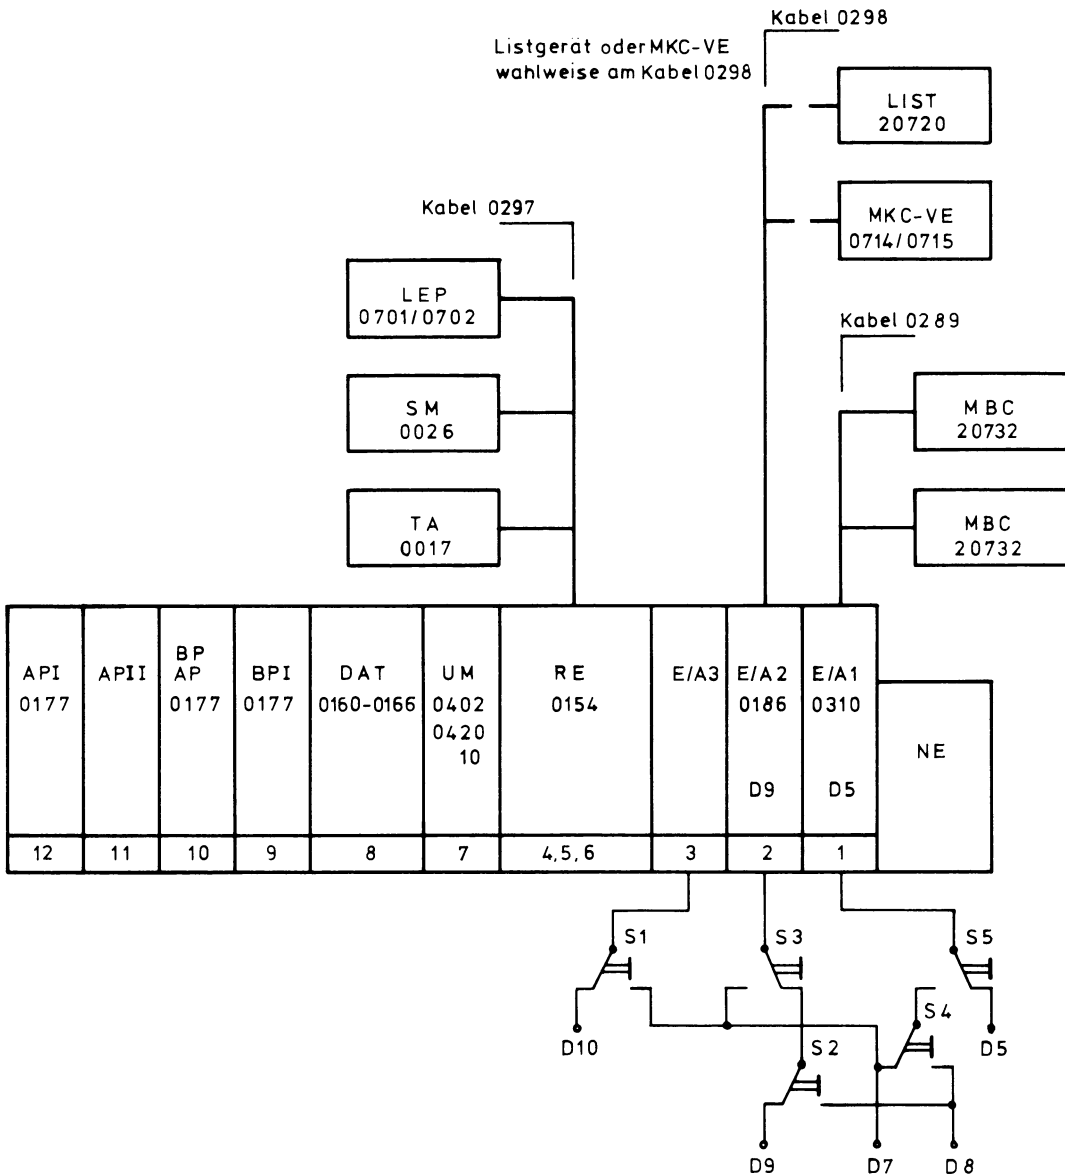 Kabel 0298
Listgerät oder MKC-VE
wahlweise am Kabel 0298
LIST
20720
MKC-VE
0714/0715
Kabel 0297
LEP
0701/0702
Kabel 0289
SM
0026
MBC
20732
TA
0017
MBC
20732
API
0177
APII
BP
AP
0177
BPI
0177
DAT
0160-0166
UM
0402
0420
10
RE
0154
E/A3
E/A2
0186
D9
E/A1
0310
D5
NE
12
11
10
9
8
7
4,5,6
3
2
1
S1
S3
S5
S4
D10
S2
D5
D9
D7
D8